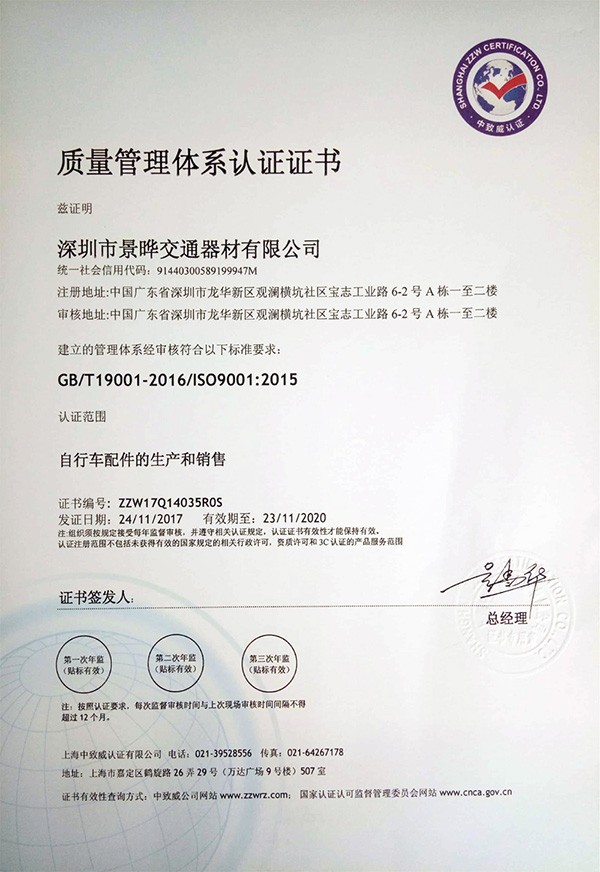 SHANGHAI ZZW CERTIFICATION CO. LTD.
中致威认证
质量管理体系认证证书
兹证明
深圳市景晔交通器材有限公司
统一社会信用代码：91440300589199947M
注册地址:中国广东省深圳市龙华新区观澜横坑社区宝志工业路 6-2 号 A 栋一至二楼
审核地址:中国广东省深圳市龙华新区观澜横坑社区宝志工业路 6-2 号 A 栋一至二楼
建立的管理体系经审核符合以下标准要求：
GB/T19001-2016/ISO9001:2015
认证范围
自行车配件的生产和销售
证书编号： ZZW17Q14035R0S
发证日期：24/11/2017 有效期至：23/11/2020
注:组织须按规定接受每年监督审核，并遵守相关认证规定，认证证书有效性才能保持有效。
认证注册范围不包括未获得有效的国家规定的相关行政许可，资质许可和 3C 认证的产品服务范围
证书签发人：
总经理
第一次年监
（贴标有效）
第二次年监
（贴标有效）
第三次年监
（贴标有效）
注：按照认证要求，每次监督审核时间与上次现场审核时间间隔不得
超过 12 个月。
上海中致威认证有限公司 电话：021-39528556 传真：021-64267178
地址：上海市嘉定区鹤旋路 26 弄 29 号（万达广场 9 号楼）507 室
证书有效性查询方式：中致威公司网站 www.zzwrz.com； 国家认证认可监督管理委员会网站 www.cnca.gov.cn